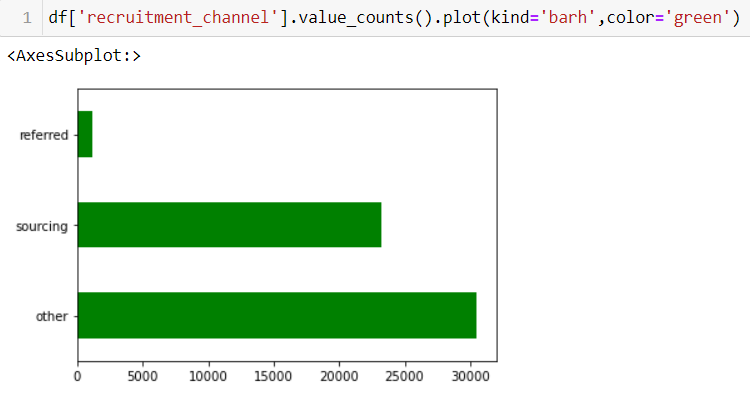 1 df['recruitment_channel'].value_counts().plot(kind='barh',color='green')
<AxesSubplot:>
referred
sourcing
other
0 5000 10000 15000 20000 25000 30000